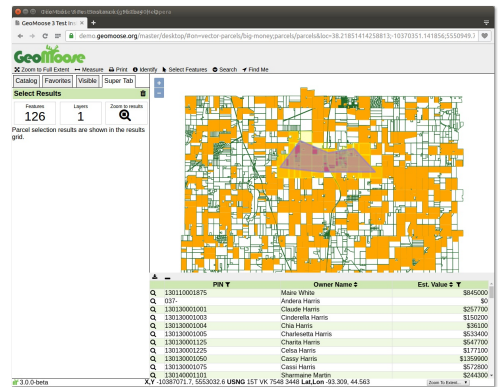 GeoMoose 3 Test Ins
demo.geomoose.org/master/desktop/#on=vector-parcels/big-money;parcels/parcels&loc=38.21851414258813;-10370351.141856;5550949.
GeoMoose
Zoom to Full Extent Measure Print Identify Select Features Search Find Me
Catalog Favorites Visible Super Tab
Select Results
Features Layers Zoom to results
126 1
Parcel selection results are shown in the results
grid.
+
−
PIN Owner Name Est. Value
130110001875 Maire White $845000
037- Andera Harris $0
130130001001 Claude Harris $257700
130130001003 Cinderella Harris $150200
130130001004 Chia Harris $36100
130130001005 Charlsetta Harris $533400
130130001125 Charita Harris $547700
130130001225 Celsa Harris $177100
130130001050 Cassy Harris $1359950
130130001075 Cassi Harris $572800
130140001101 Sharmaine Martin $244300
3.0.0-beta X,Y -10387071.7, 5553032.6 USNG 15T VK 7548 3448 Lat,Lon -93.309, 44.563 Zoom To Extent...